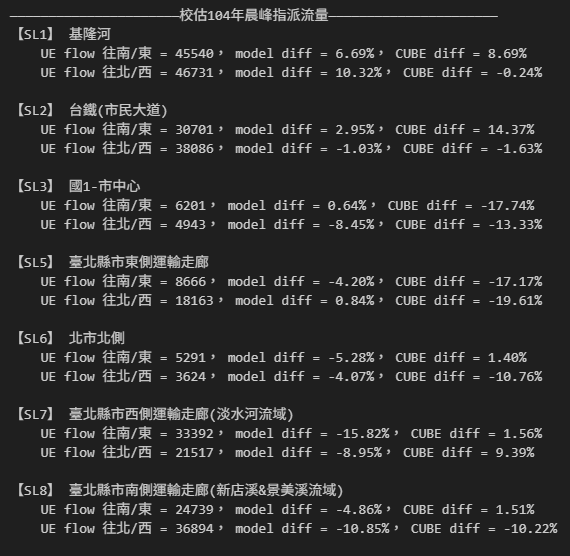 ——————————————————————校估104年晨峰指派流量——————————————————————
【SL1】 基隆河
UE flow 往南/東 = 45540， model diff = 6.69%， CUBE diff = 8.69%
UE flow 往北/西 = 46731， model diff = 10.32%， CUBE diff = -0.24%
【SL2】 台鐵(市民大道)
UE flow 往南/東 = 30701， model diff = 2.95%， CUBE diff = 14.37%
UE flow 往北/西 = 38086， model diff = -1.03%， CUBE diff = -1.63%
【SL3】 國1-市中心
UE flow 往南/東 = 6201， model diff = 0.64%， CUBE diff = -17.74%
UE flow 往北/西 = 4943， model diff = -8.45%， CUBE diff = -13.33%
【SL5】 臺北縣市東側運輸走廊
UE flow 往南/東 = 8666， model diff = -4.20%， CUBE diff = -17.17%
UE flow 往北/西 = 18163， model diff = 0.84%， CUBE diff = -19.61%
【SL6】 北市北側
UE flow 往南/東 = 5291， model diff = -5.28%， CUBE diff = 1.40%
UE flow 往北/西 = 3624， model diff = -4.07%， CUBE diff = -10.76%
【SL7】 臺北縣市西側運輸走廊(淡水河流域)
UE flow 往南/東 = 33392， model diff = -15.82%， CUBE diff = 1.56%
UE flow 往北/西 = 21517， model diff = -8.95%， CUBE diff = 9.39%
【SL8】 臺北縣市南側運輸走廊(新店溪&景美溪流域)
UE flow 往南/東 = 24739， model diff = -4.86%， CUBE diff = 1.51%
UE flow 往北/西 = 36894， model diff = -10.85%， CUBE diff = -10.22%